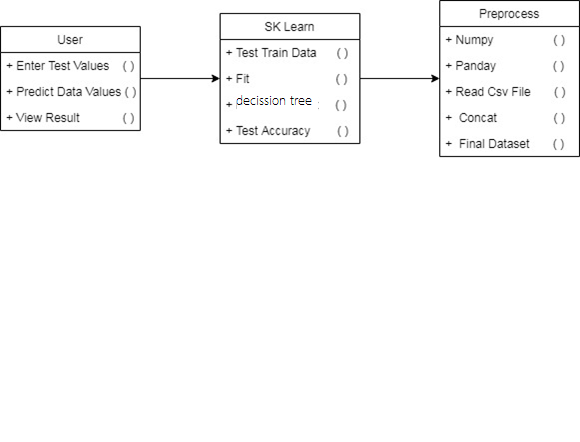 User
+ Enter Test Values ( )
+ Predict Data Values ( )
+ View Result ( )
SK Learn
+ Test Train Data ( )
+ Fit ( )
+ decission tree ( )
+ Test Accuracy ( )
Preprocess
+ Numpy ( )
+ Panday ( )
+ Read Csv File ( )
+ Concat ( )
+ Final Dataset ( )